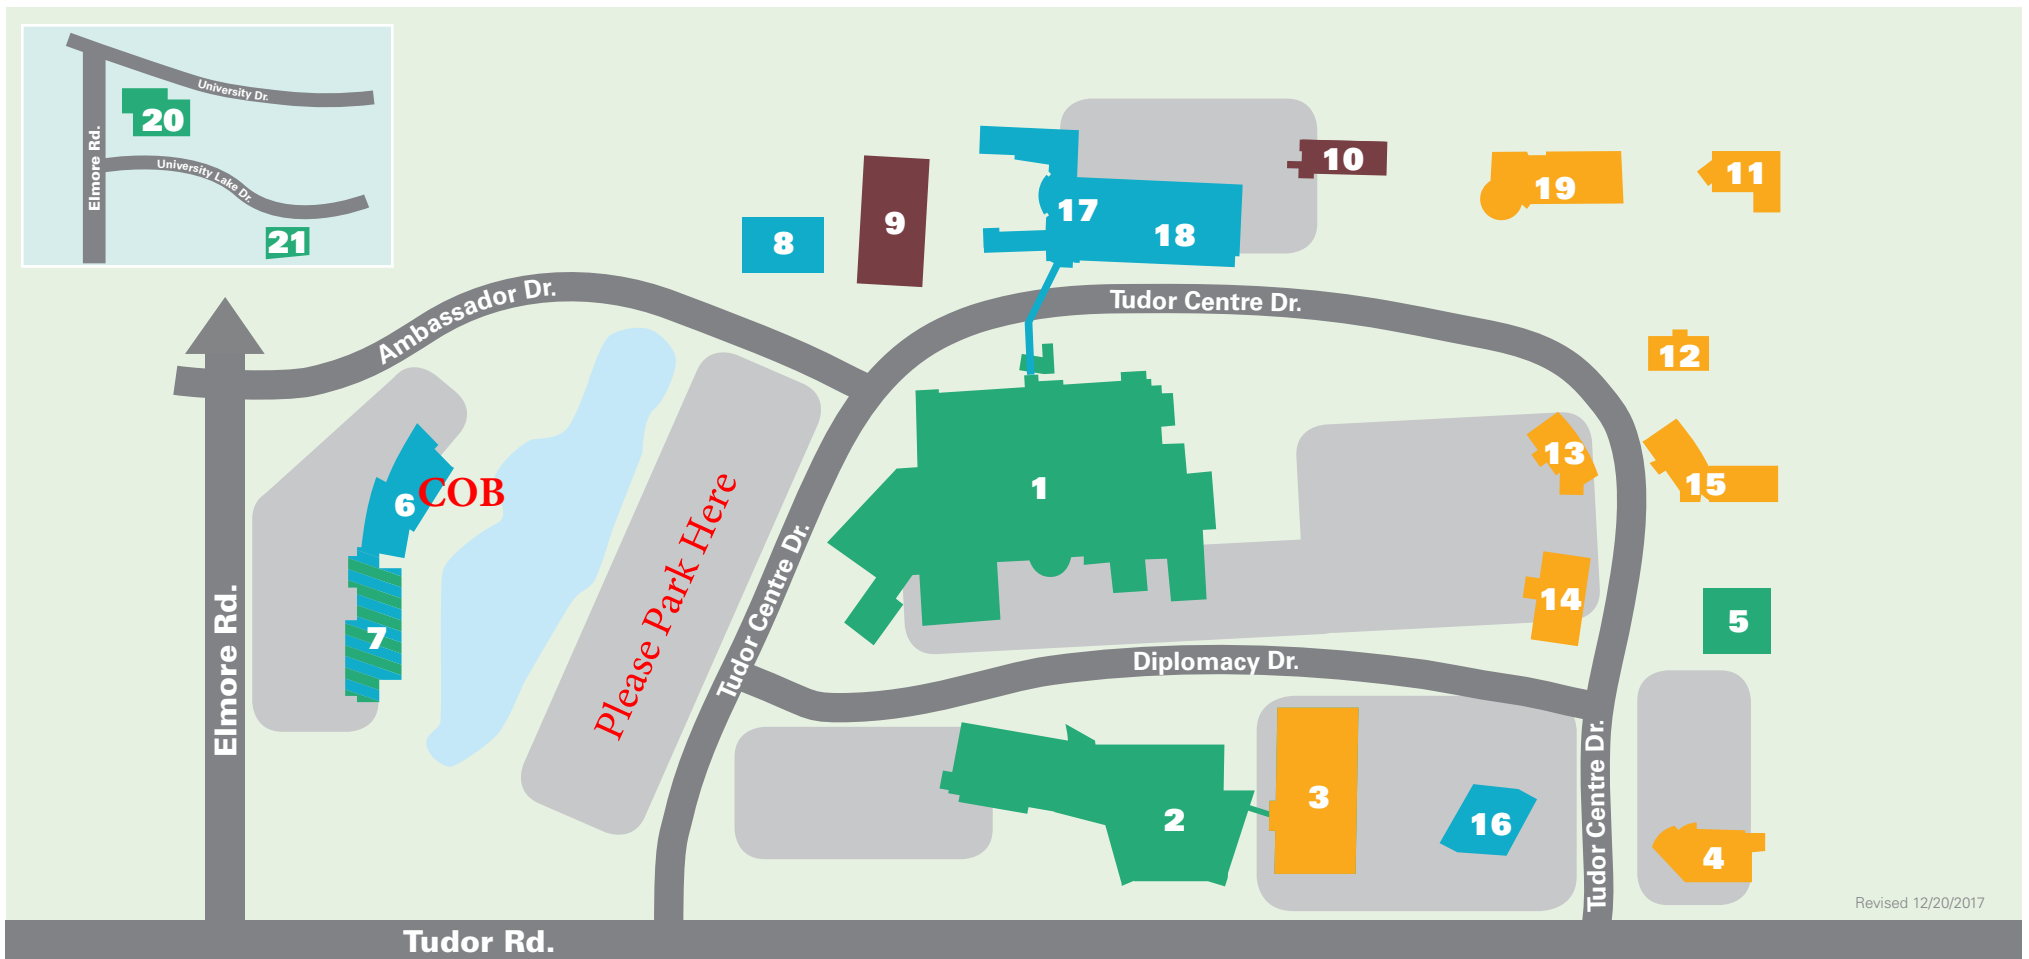 University Dr.
20
Elmore Rd.
University Lake Dr.
21
10
11
19
17
18
9
8
Ambassador Dr.
Tudor Centre Dr.
12
13
15
6
COB
1
Please Park Here
Tudor Centre Dr.
14
5
7
Elmore Rd.
Diplomacy Dr.
Tudor Centre Dr.
3
2
16
4
Revised 12/20/2017
Tudor Rd.